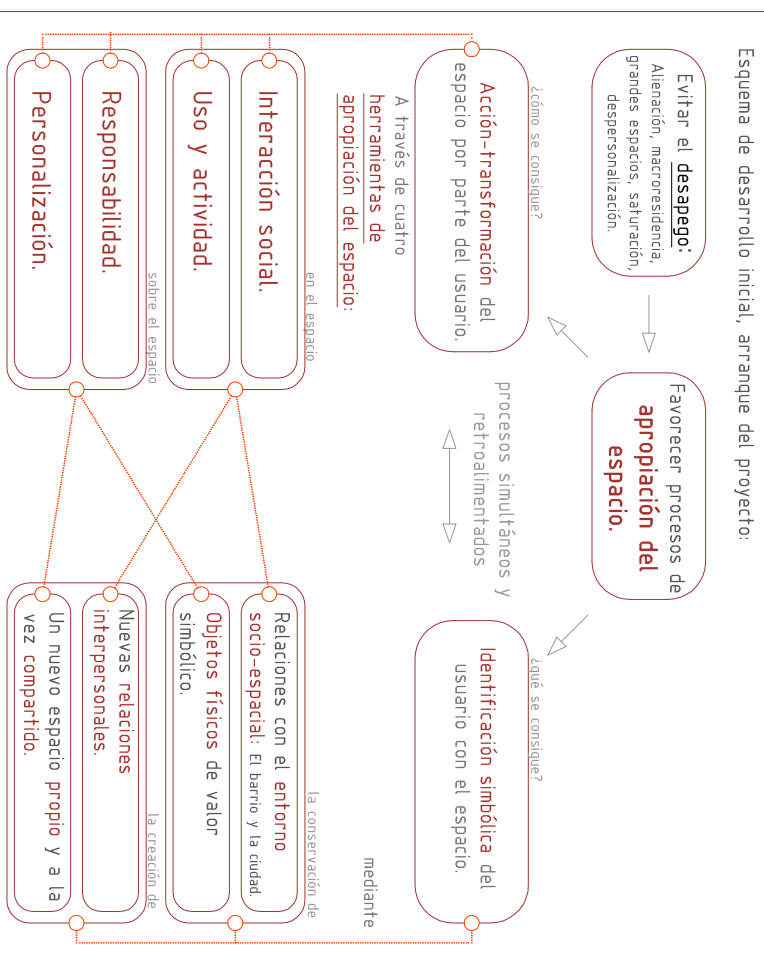 Esquema de desarrollo inicial, arranque del proyecto:
Evitar el desapego:
Alienación, macroresidencia,
grandes espacios, saturación,
despersonalización.
Favorecer procesos de
apropiación del
espacio.
¿cómo se consigue?
Acción-transformación del
espacio por parte del usuario.
procesos simultáneos y
retroalimentados
¿qué se consigue?
Identificación simbólica del
usuario con el espacio.
A través de cuatro
herramientas de
apropiación del espacio:
mediante
en el espacio
Interacción social.
Uso y actividad.
sobre el espacio
Responsabilidad.
Personalización.
la conservación de
Relaciones con el entorno
socio-espacial: El barrio y la ciudad.
Objetos físicos de valor
simbólico.
la creación de
Nuevas relaciones
interpersonales.
Un nuevo espacio propio y a la
vez compartido.